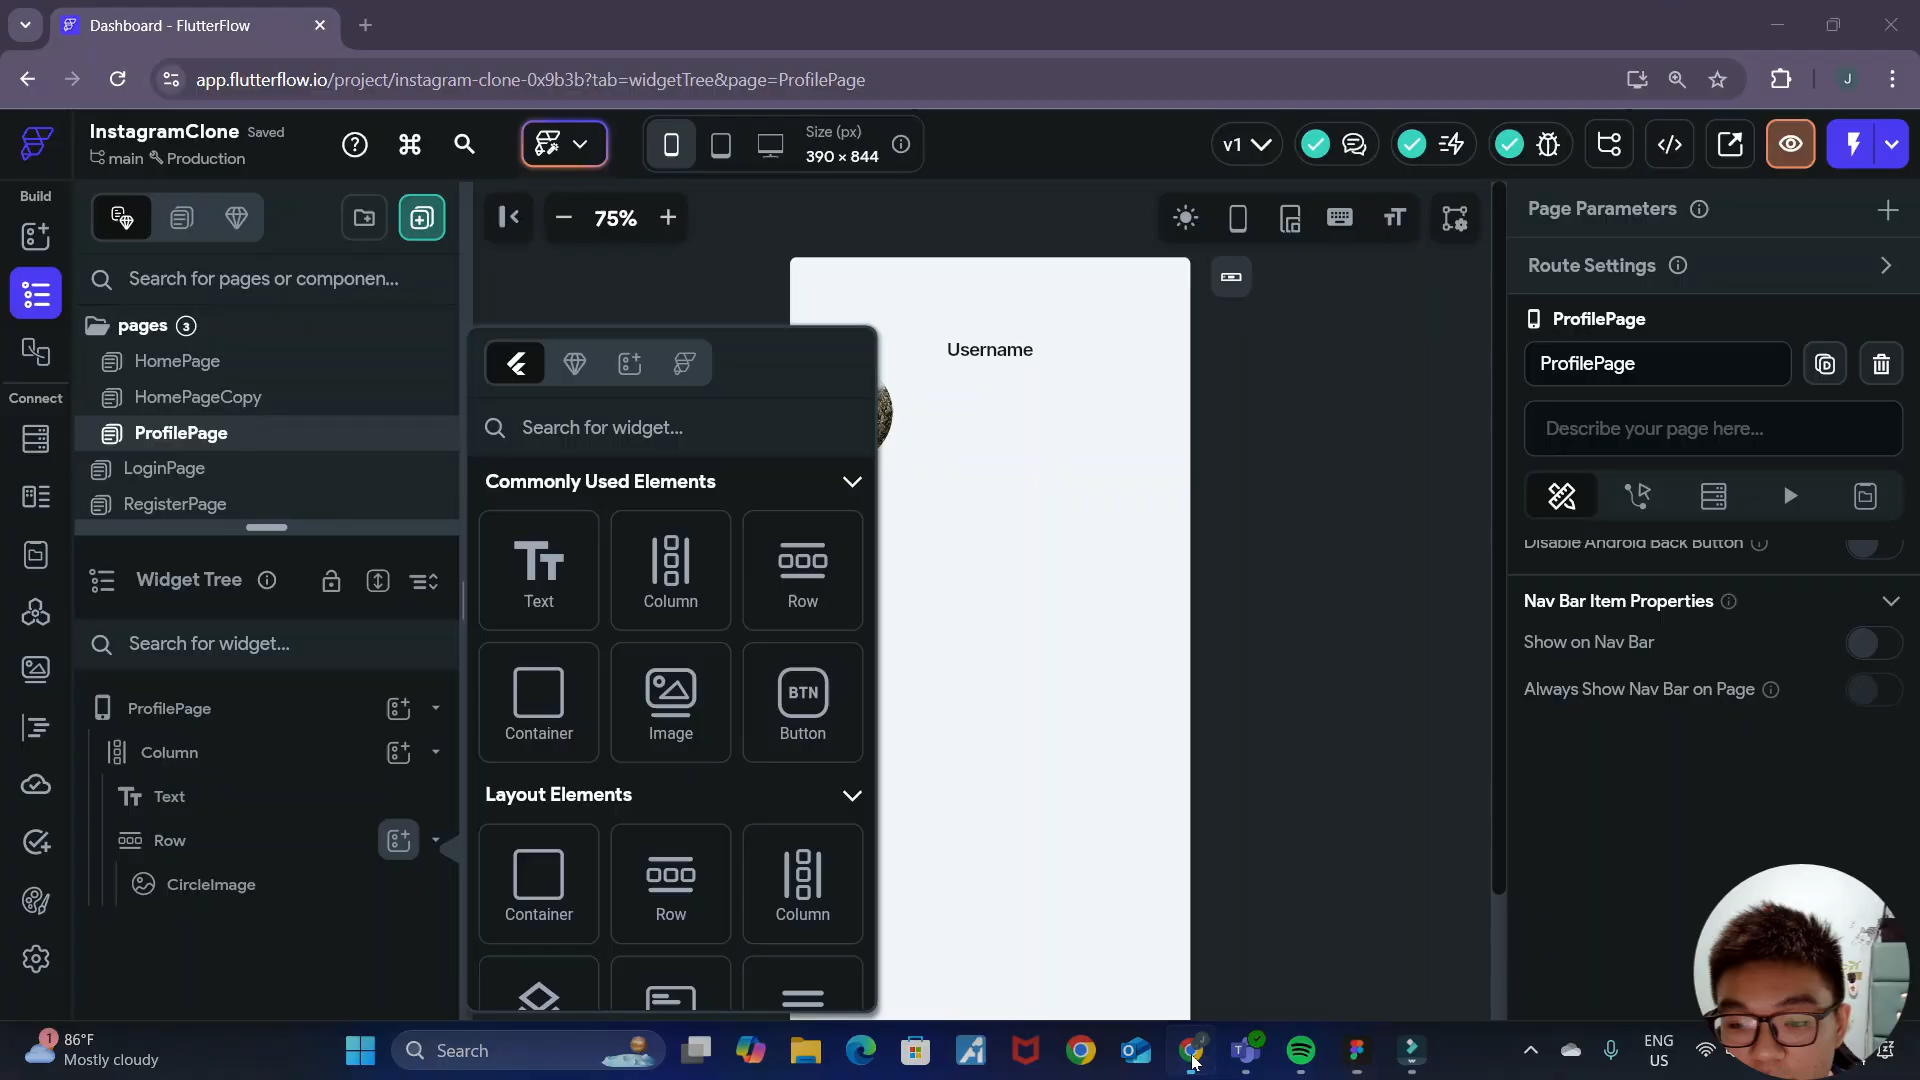 Dashboard - FlutterFlow
app.flutterflow.io/project/instagram-clone-0x9b3b?tab=widgetTree&page=ProfilePage
J
InstagramClone Saved
main Production
Size (px)
390 × 844
v1
Build
75%
Page Parameters
Search for pages or componen...
Route Settings
pages 3
HomePage
Username
ProfilePage
Connect
HomePageCopy
ProfilePage
ProfilePage
Search for widget...
Describe your page here...
LoginPage
Commonly Used Elements
RegisterPage
Disable Android Back Button
Widget Tree
Text
Column
Row
Nav Bar Item Properties
Search for widget...
Show on Nav Bar
Always Show Nav Bar on Page
BTN
ProfilePage
Container
Image
Button
Column
Text
Layout Elements
Row
CircleImage
Container
Row
Column
1
86°F
Mostly cloudy
Search
ENG
US